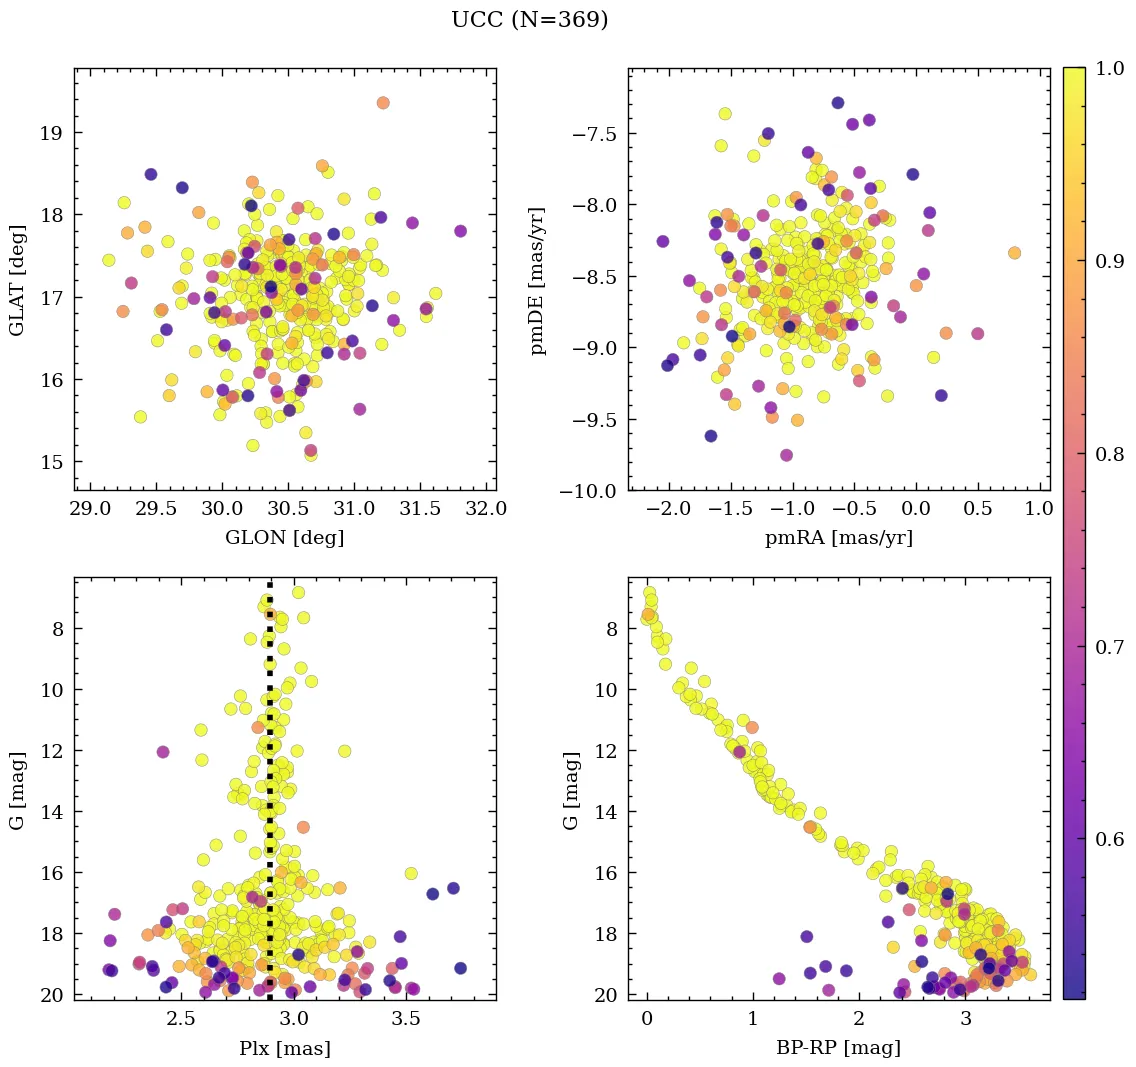 UCC (N=369)
GLAT [deg]
19
18
17
16
15
29.0 29.5 30.0 30.5 31.0 31.5 32.0
GLON [deg]
pmDE [mas/yr]
−7.5
−8.0
−8.5
−9.0
−9.5
−10.0
−2.0 −1.5 −1.0 −0.5 0.0 0.5 1.0
pmRA [mas/yr]
1.0
0.9
0.8
0.7
0.6
G [mag]
8
10
12
14
16
18
20
2.5 3.0 3.5
Plx [mas]
G [mag]
8
10
12
14
16
18
20
0 1 2 3
BP-RP [mag]